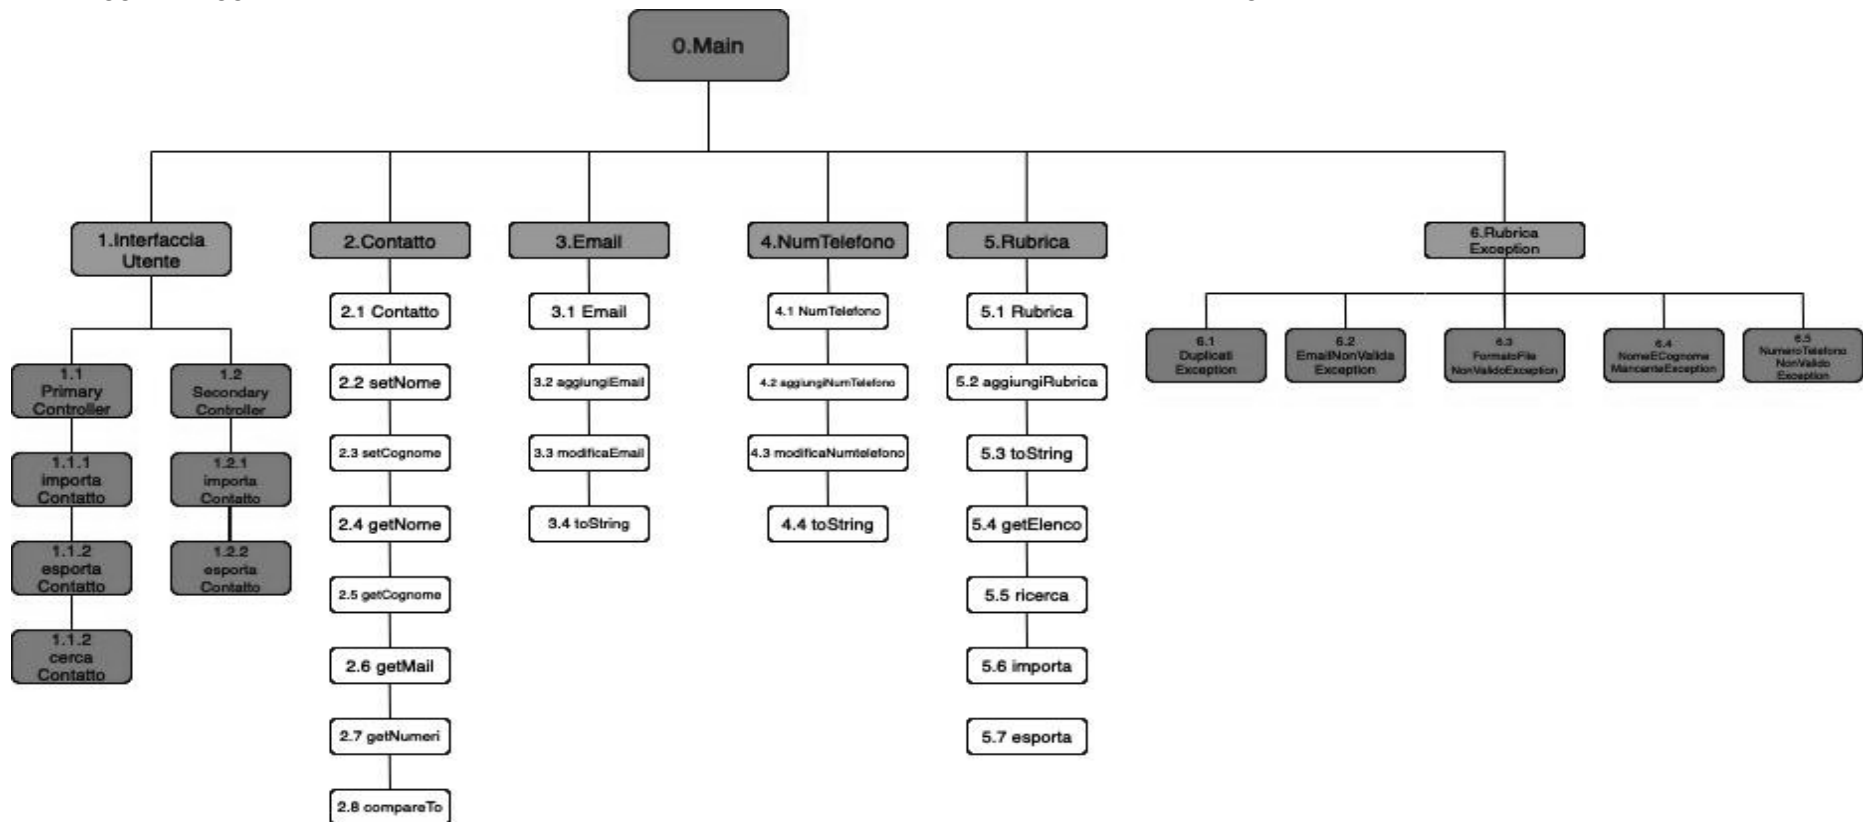 0.Main
1.Interfaccia
Utente
2.Contatto
3.Email
4.NumTelefono
5.Rubrica
6.Rubrica
Exception
1.1
Primary
Controller
1.1.1
importa
Contatto
1.1.2
esporta
Contatto
1.1.2
cerca
Contatto
1.2
Secondary
Controller
1.2.1
importa
Contatto
1.2.2
esporta
Contatto
2.1 Contatto
2.2 setNome
2.3 setCognome
2.4 getNome
2.5 getCognome
2.6 getMail
2.7 getNumeri
2.8 compareTo
3.1 Email
3.2 aggiungiEmail
3.3 modificaEmail
3.4 toString
4.1 NumTelefono
4.2 aggiungiNumTelefono
4.3 modificaNumtelefono
4.4 toString
5.1 Rubrica
5.2 aggiungiRubrica
5.3 toString
5.4 getElenco
5.5 ricerca
5.6 importa
5.7 esporta
6.1
Duplicati
Exception
6.2
EmailNonValida
Exception
6.3
FormatoFile
NonValidoException
6.4
NomeECognome
MancanteException
6.5
NumeroTelefono
NonValido
Exception